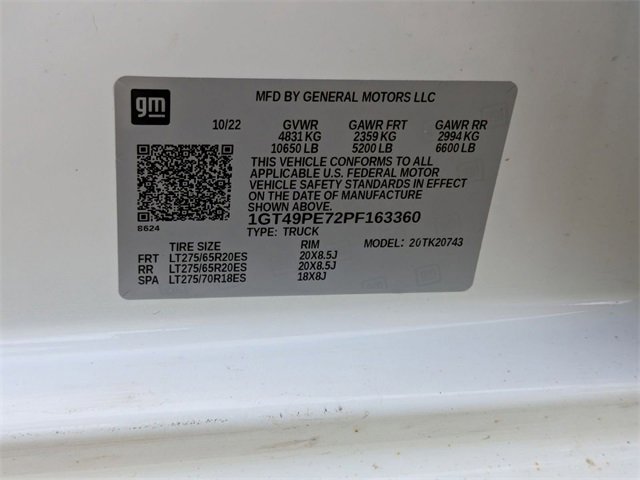 gm
MFD BY GENERAL MOTORS LLC
10/22 GVWR GAWR FRT GAWR RR
4831 KG 2359 KG 2994 KG
10650 LB 5200 LB 6600 LB
THIS VEHICLE CONFORMS TO ALL
APPLICABLE U.S. FEDERAL MOTOR
VEHICLE SAFETY STANDARDS IN EFFECT
ON THE DATE OF MANUFACTURE
SHOWN ABOVE.
8624
1GT49PE72PF163360
TYPE: TRUCK MODEL: 20TK20743
TIRE SIZE RIM
FRT LT275/65R20ES 20X8.5J
RR LT275/65R20ES 20X8.5J
SPA LT275/70R18ES 18X8J